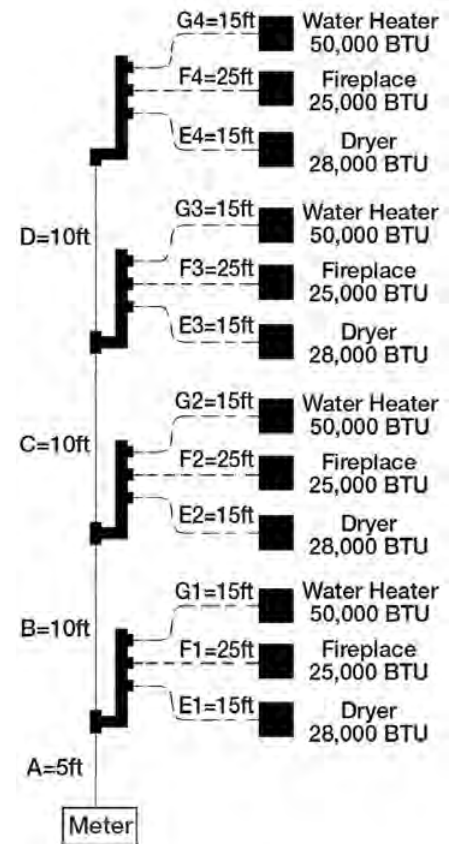 G4=15ft
Water Heater
50,000 BTU
F4=25ft
Fireplace
25,000 BTU
E4=15ft
Dryer
28,000 BTU
D=10ft
G3=15ft
Water Heater
50,000 BTU
F3=25ft
Fireplace
25,000 BTU
E3=15ft
Dryer
28,000 BTU
C=10ft
G2=15ft
Water Heater
50,000 BTU
F2=25ft
Fireplace
25,000 BTU
E2=15ft
Dryer
28,000 BTU
B=10ft
G1=15ft
Water Heater
50,000 BTU
F1=25ft
Fireplace
25,000 BTU
E1=15ft
Dryer
28,000 BTU
A=5ft
Meter